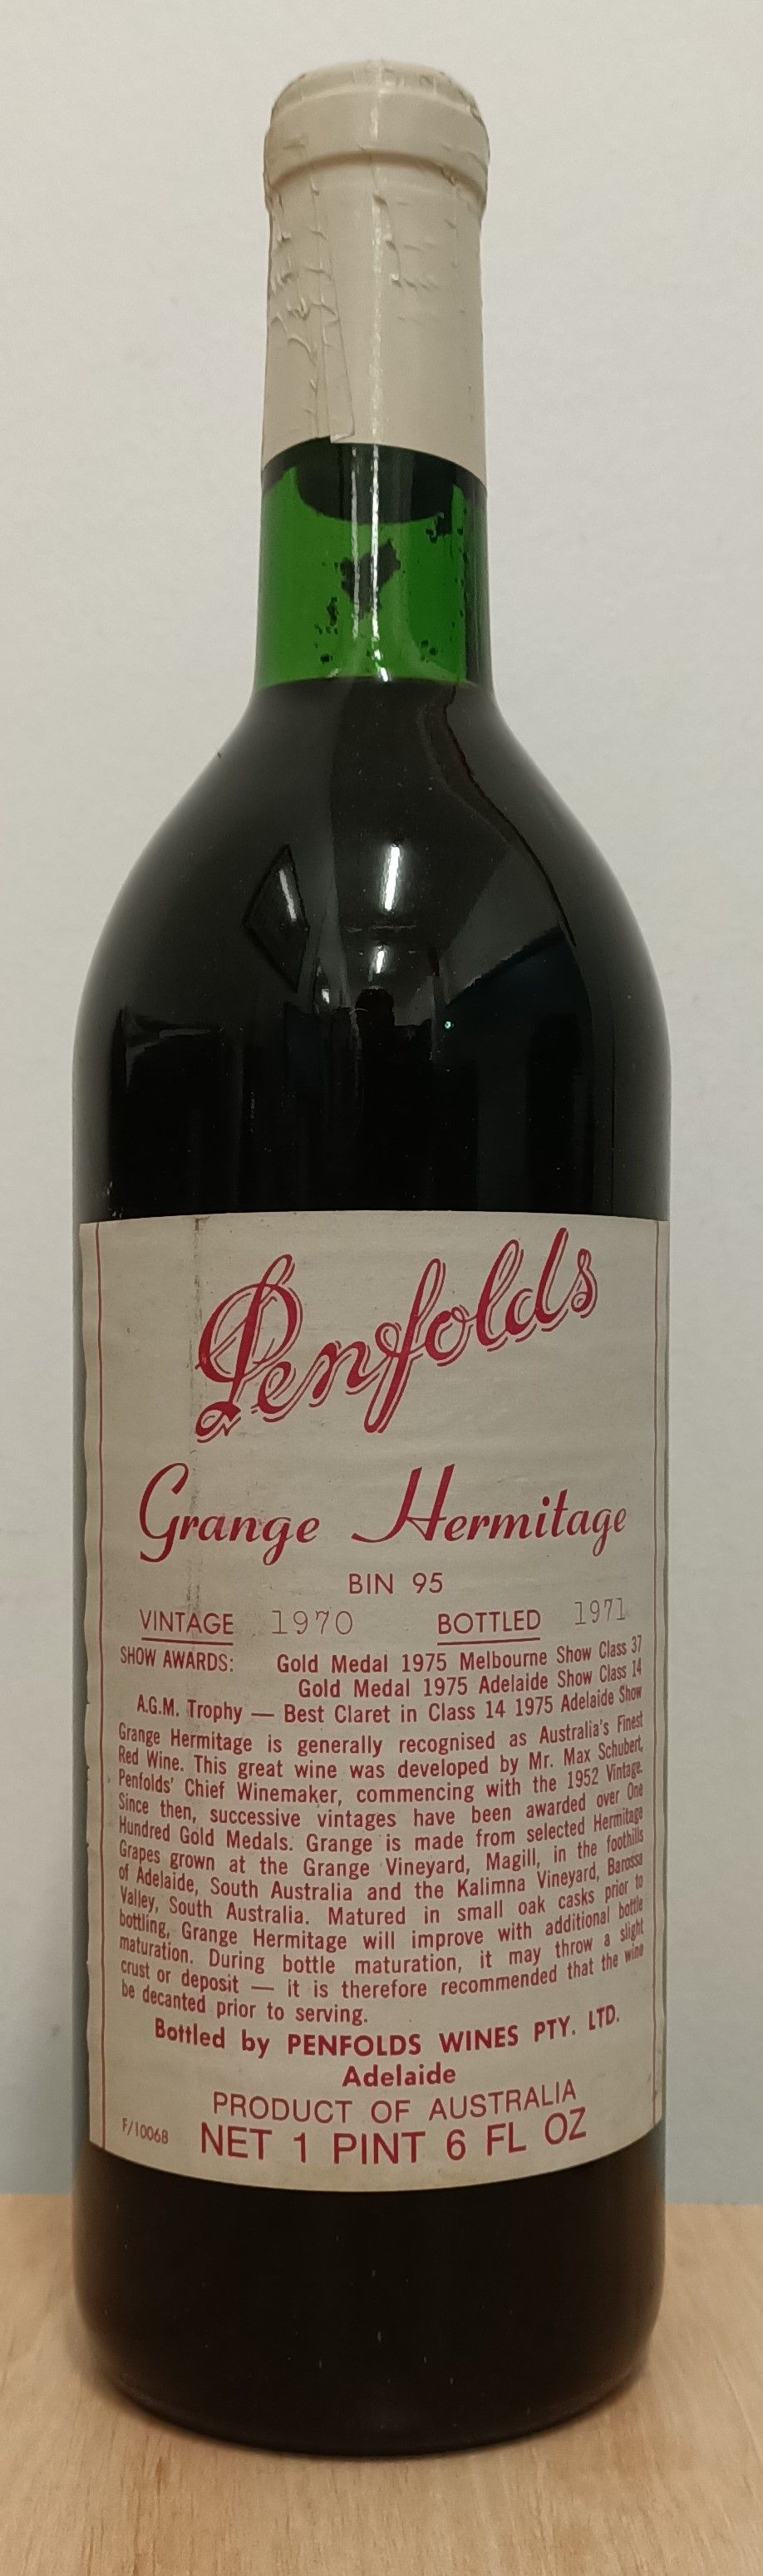 Penfolds
Grange Hermitage
BIN 95
VINTAGE 1970 BOTTLED 1971
SHOW AWARDS: Gold Medal 1975 Melbourne Show Class 37
Gold Medal 1975 Adelaide Show Class 14
A.G.M. Trophy — Best Claret in Class 14 1975 Adelaide Show
Grange Hermitage is generally recognised as Australia's Finest
Red Wine. This great wine was developed by Mr. Max Schubert,
Penfolds' Chief Winemaker, commencing with the 1952 Vintage.
Since then, successive vintages have been awarded over One
Hundred Gold Medals. Grange is made from selected Hermitage
Grapes grown at the Grange Vineyard, Magill, in the foothills
of Adelaide, South Australia and the Kalimna Vineyard, Barossa
Valley, South Australia. Matured in small oak casks prior to
bottling, Grange Hermitage will improve with additional bottle
maturation. During bottle maturation, it may throw a slight
crust or deposit — it is therefore recommended that the wine
be decanted prior to serving.
Bottled by PENFOLDS WINES PTY. LTD.
Adelaide
PRODUCT OF AUSTRALIA
F/10068 NET 1 PINT 6 FL OZ